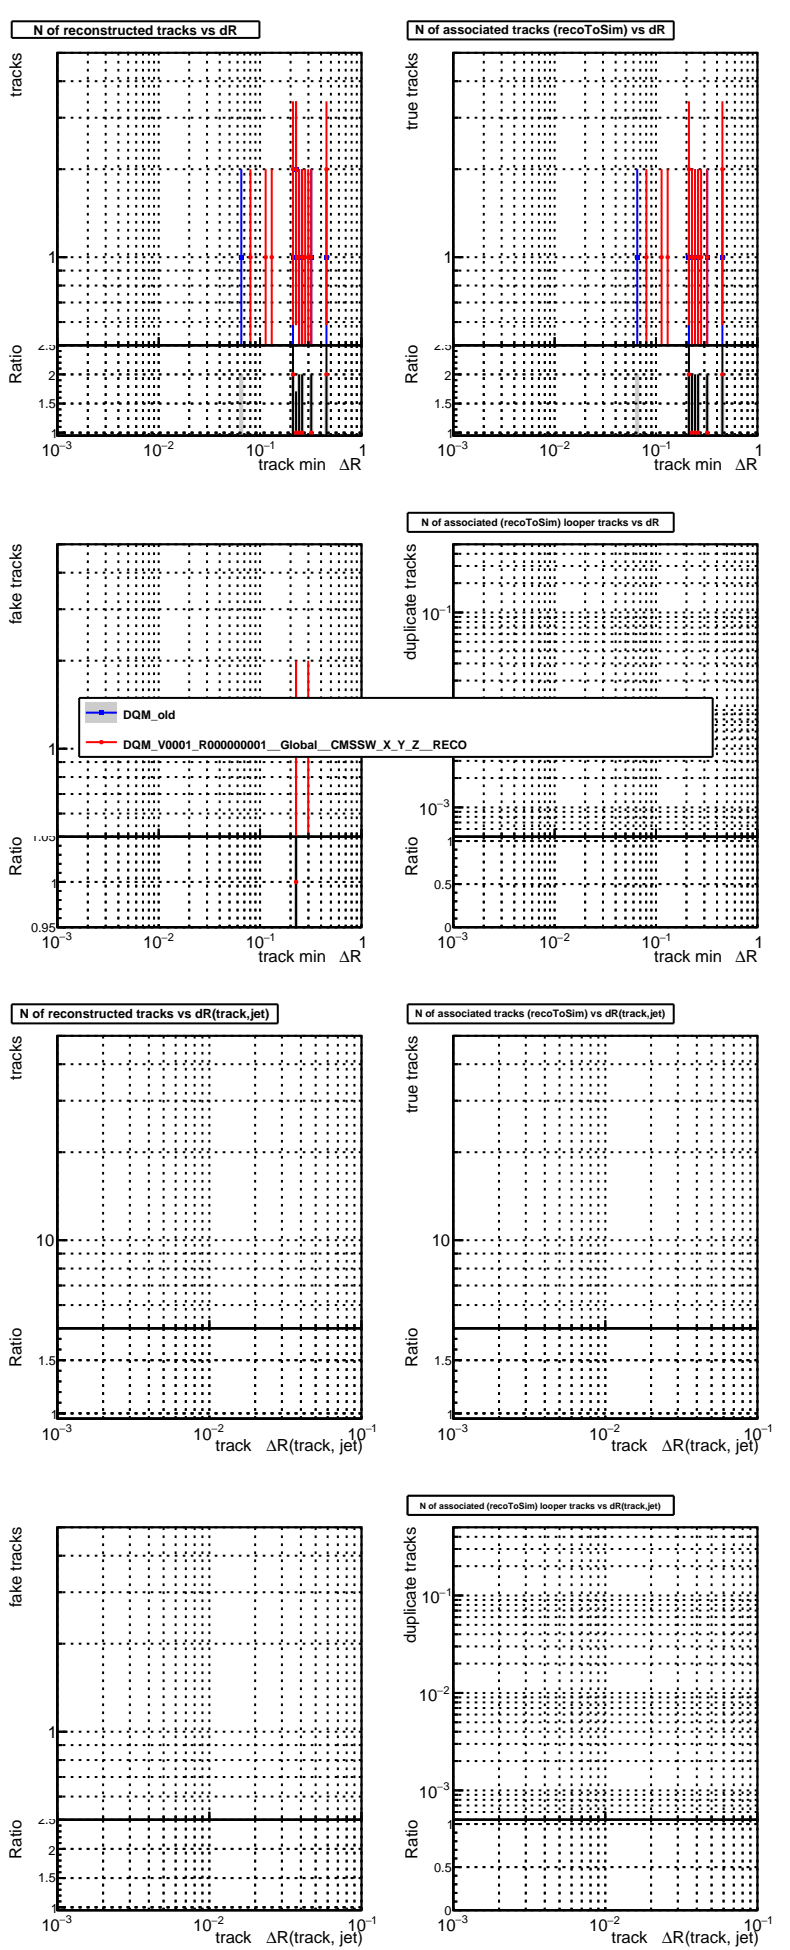 N of reconstructed tracks vs dR
tracks
1
Ratio
2.5
2
1.5
1
10−3
10−2
10−1
1
track min ΔR
N of associated tracks (recoToSim) vs dR
true tracks
1
Ratio
2.5
2
1.5
1
10−3
10−2
10−1
1
track min ΔR
fake tracks
1
Ratio
1.05
1
0.95
10−3
10−2
10−1
1
track min ΔR
N of associated (recoToSim) looper tracks vs dR
duplicate tracks
10−1
10−3
Ratio
1
0.5
0
10−3
10−2
10−1
1
track min ΔR
DQM_old
DQM_V0001_R000000001__Global__CMSSW_X_Y_Z__RECO
N of reconstructed tracks vs dR(track,jet)
tracks
10
Ratio
1.5
1
10−3
10−2
10−1
track ΔR(track, jet)
N of associated tracks (recoToSim) vs dR(track,jet)
true tracks
10
Ratio
1.5
1
10−3
10−2
10−1
track ΔR(track, jet)
fake tracks
1
Ratio
2.5
2
1.5
1
10−3
10−2
10−1
track ΔR(track, jet)
N of associated (recoToSim) looper tracks vs dR(track,jet)
duplicate tracks
10−1
10−2
10−3
Ratio
1
0.5
0
10−3
10−2
10−1
track ΔR(track, jet)